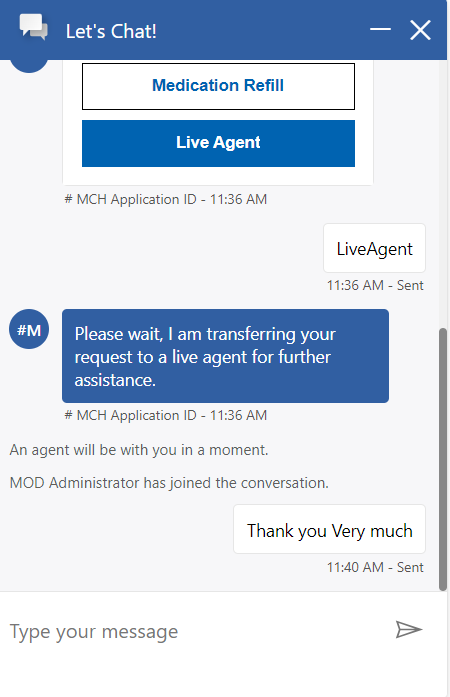 Let's Chat!
Medication Refill
Live Agent
# MCH Application ID - 11:36 AM
LiveAgent
11:36 AM - Sent
#M
Please wait, I am transferring your
request to a live agent for further
assistance.
# MCH Application ID - 11:36 AM
An agent will be with you in a moment.
MOD Administrator has joined the conversation.
Thank you Very much
11:40 AM - Sent
Type your message